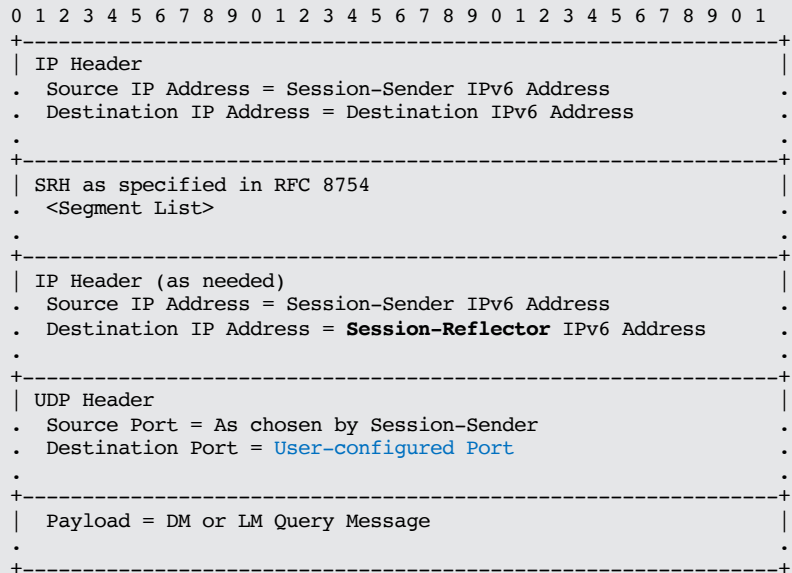 0 1 2 3 4 5 6 7 8 9 0 1 2 3 4 5 6 7 8 9 0 1 2 3 4 5 6 7 8 9 0 1
+---------------------------------------------------------------+
| IP Header                                                     |
.  Source IP Address = Session-Sender IPv6 Address              .
.  Destination IP Address = Destination IPv6 Address            .
.                                                               .
+---------------------------------------------------------------+
| SRH as specified in RFC 8754                                  |
.  <Segment List>                                               .
.                                                               .
+---------------------------------------------------------------+
| IP Header (as needed)                                         |
.  Source IP Address = Session-Sender IPv6 Address              .
.  Destination IP Address = Session-Reflector IPv6 Address      .
.                                                               .
+---------------------------------------------------------------+
| UDP Header                                                    |
.  Source Port = As chosen by Session-Sender                    .
.  Destination Port = User-configured Port                      .
.                                                               .
+---------------------------------------------------------------+
|  Payload = DM or LM Query Message                             |
.                                                               .
+---------------------------------------------------------------+